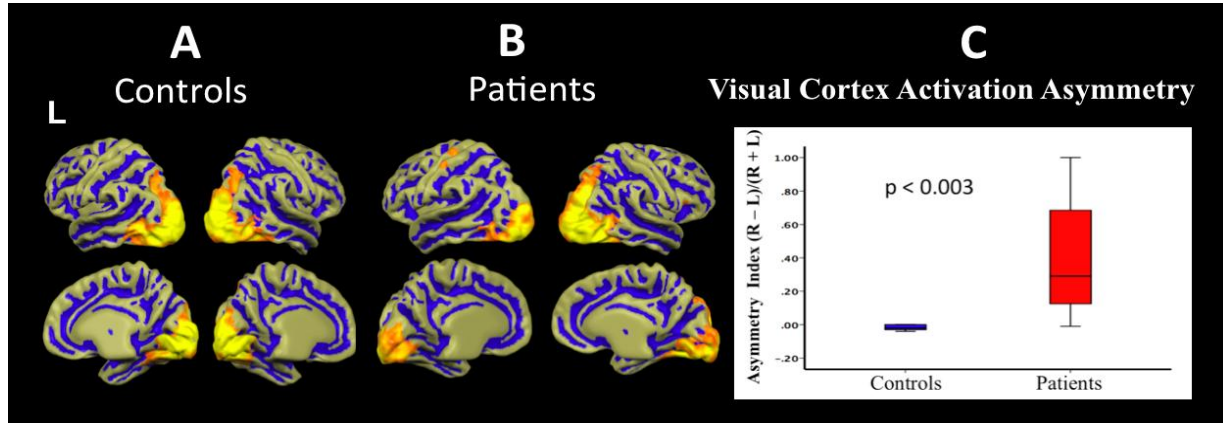 A
Controls
L
B
Patients
C
Visual Cortex Activation Asymmetry
Asymmetry Index (R – L)/(R + L)
1.00
.80
.60
.40
.20
.00
-.20
p < 0.003
Controls
Patients